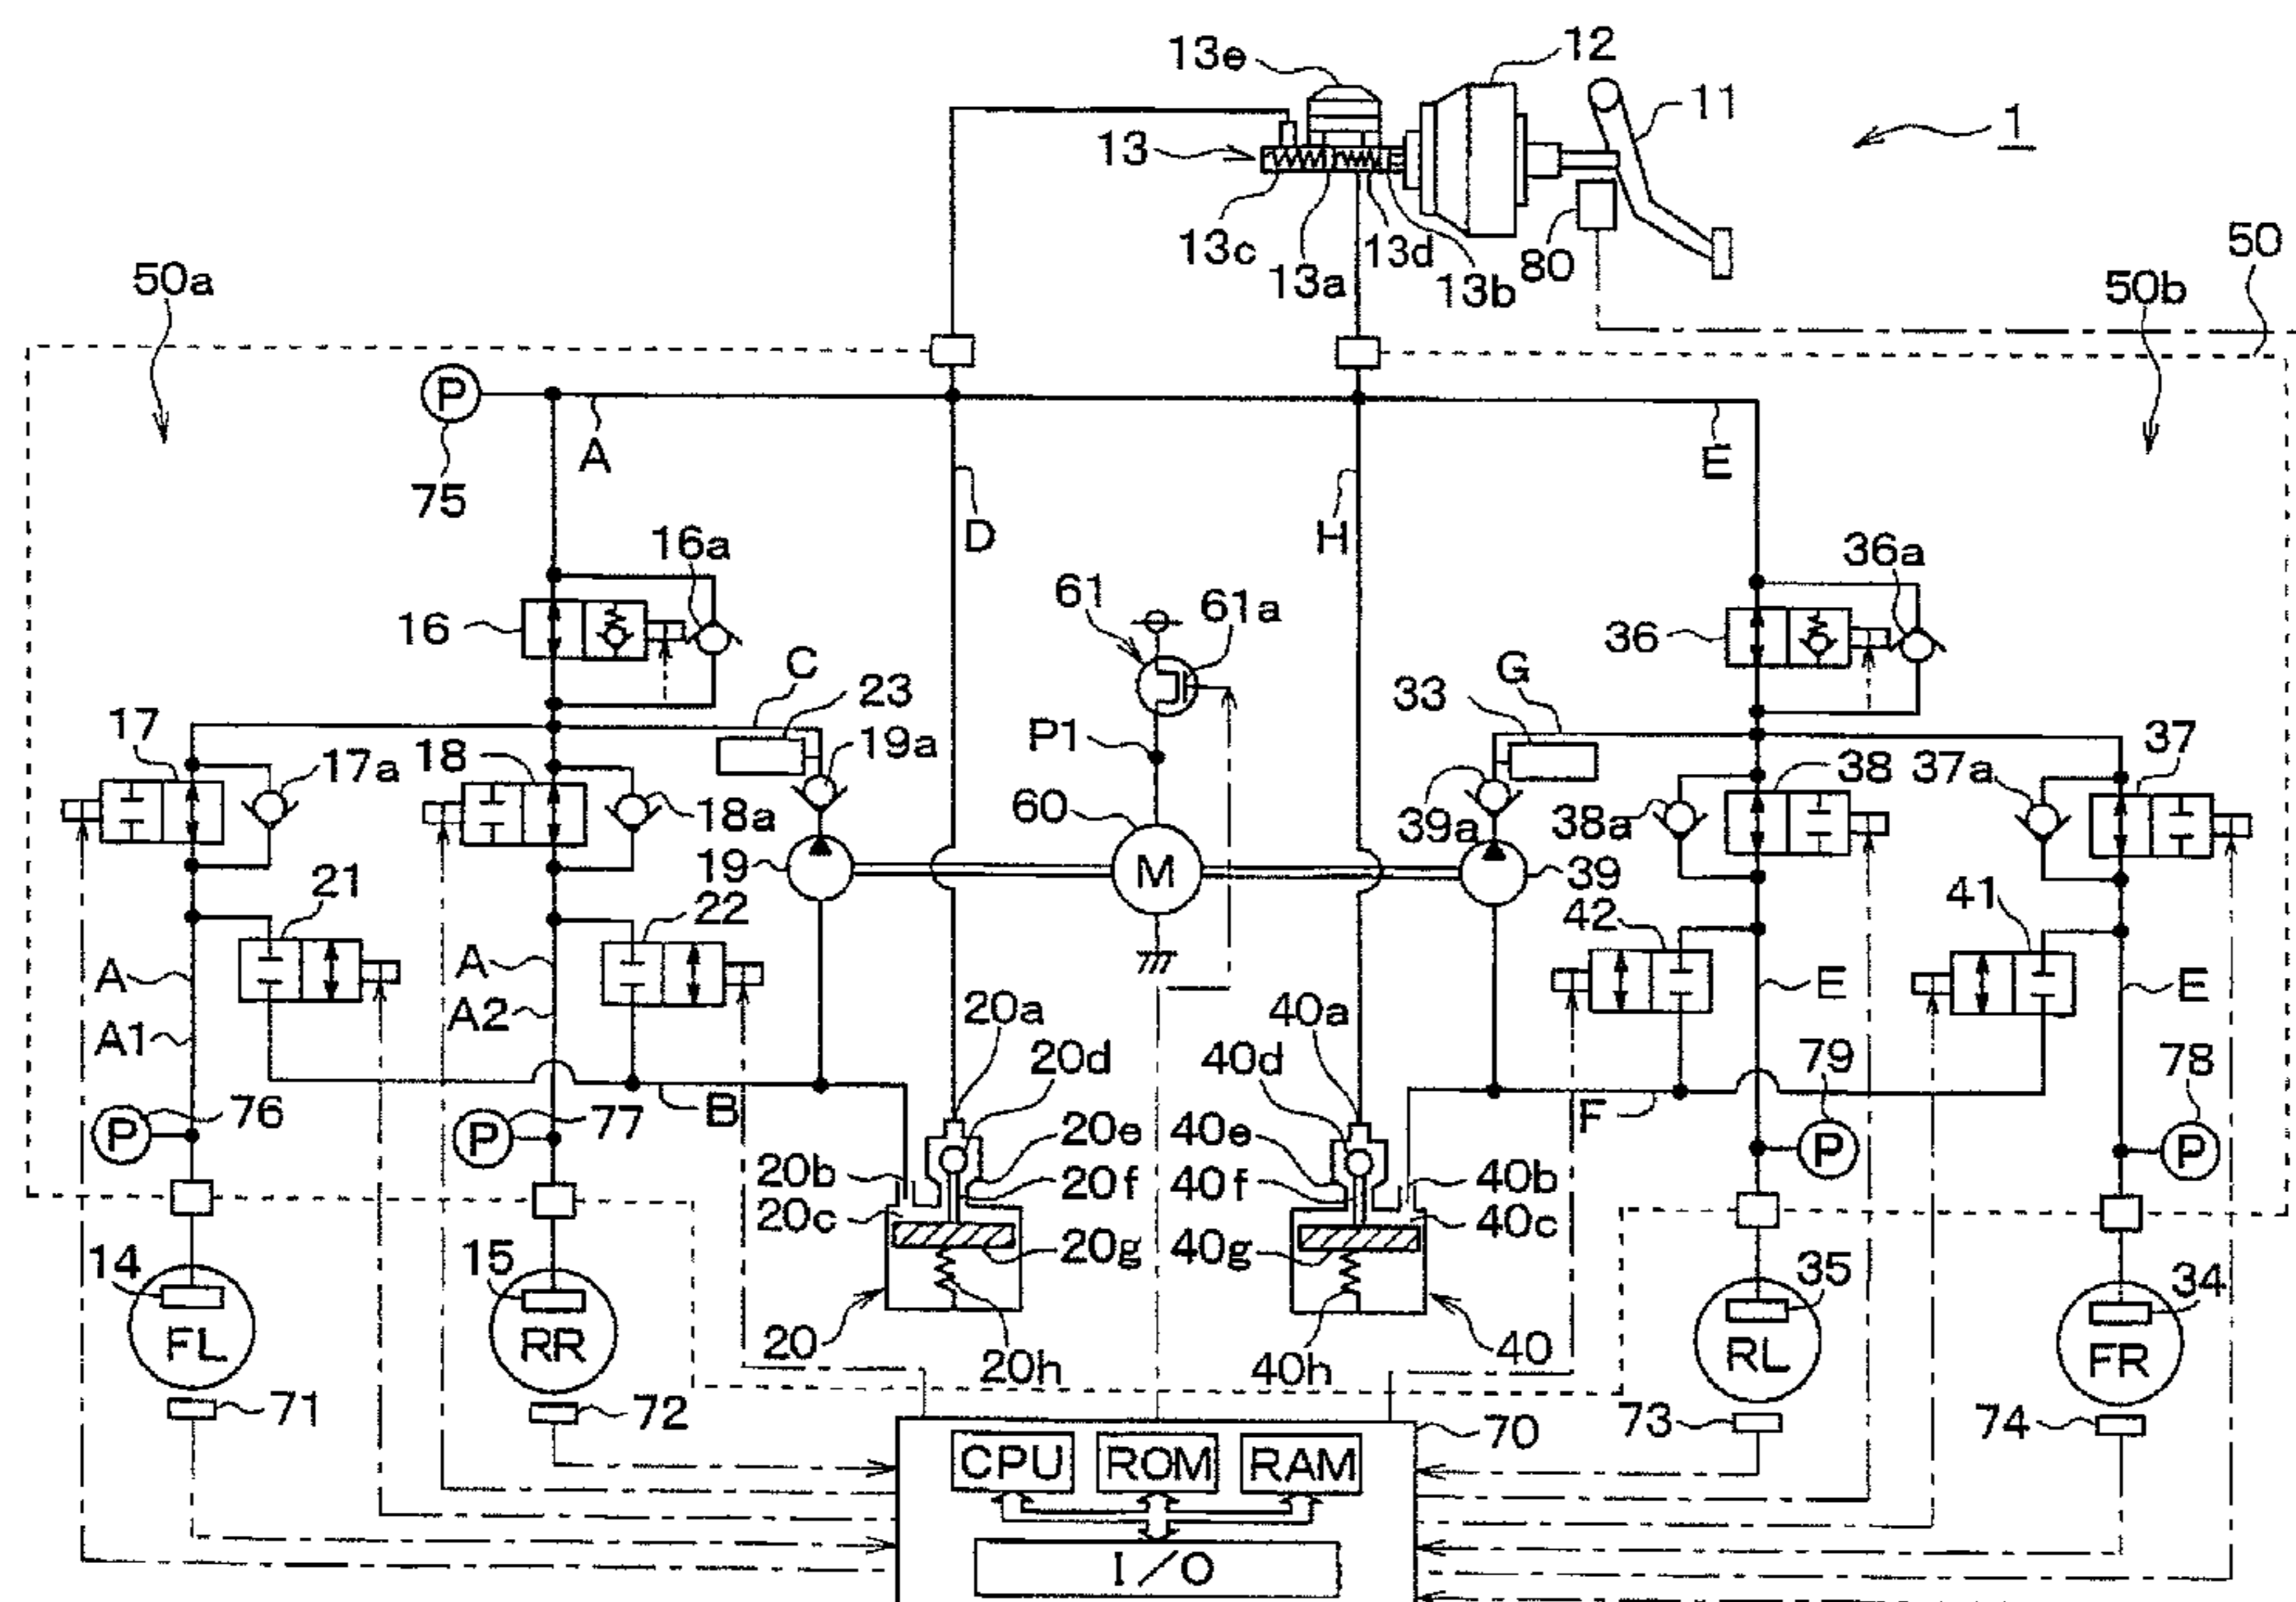 13e
12
11
1
13
13c
13a
13d
13b
80
50
50a
50b
P
75
A
D
H
E
16a
16
61
61a
36a
36
C
23
19a
P1
60
G
33
39a
17
17a
18
18a
19
M
39
38
38a
37a
37
21
22
42
41
A
A1
A
A2
E
E
20a
20d
40a
40d
79
78
P
76
P
77
B
F
P
P
20e
20b
20f
20c
20g
40e
40f
40b
40c
40g
14
FL
15
RR
20
20h
40h
40
35
RL
34
FR
71
72
73
74
70
CPU
ROM
RAM
I/O